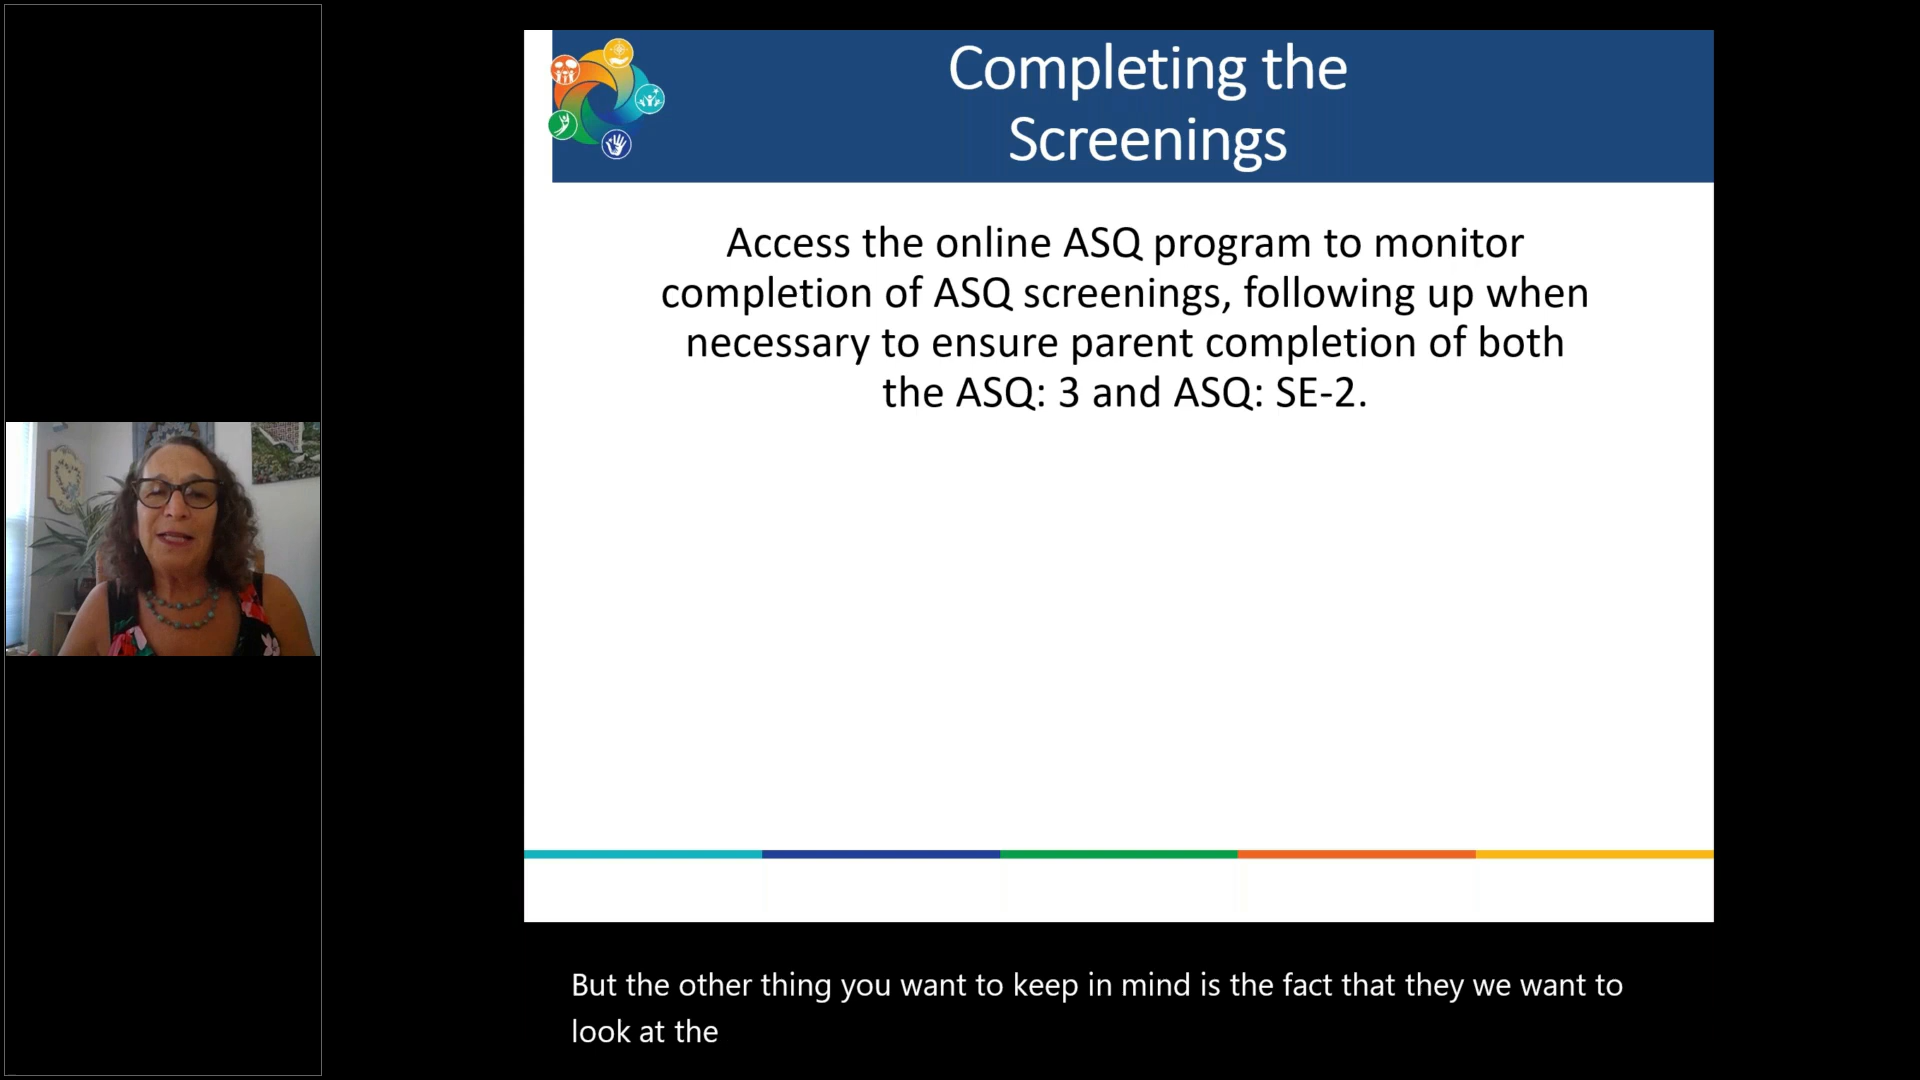 Completing the
Screenings
Access the online ASQ program to monitor
completion of ASQ screenings, following up when
necessary to ensure parent completion of both
the ASQ: 3 and ASQ: SE-2.
But the other thing you want to keep in mind is the fact that they we want to
look at the